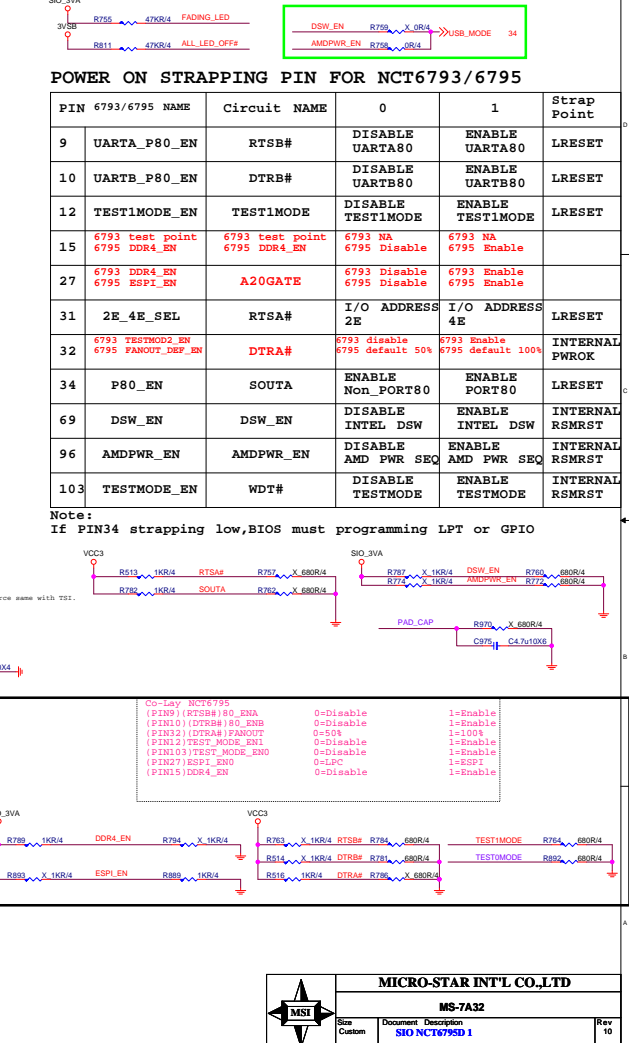 SIO_3VA
R755 47KR/4 FADING_LED
3VSB
R811 47KR/4 ALL_LED_OFF#
DSW_EN R759 X_0R/4
USB_MODE 34
AMDPWR_EN R758 0R/4
POWER ON STRAPPING PIN FOR NCT6793/6795
PIN 6793/6795 NAME Circuit NAME 0 1 Strap Point
9 UARTA_P80_EN RTSB# DISABLE UARTA80 ENABLE UARTA80 LRESET
10 UARTB_P80_EN DTRB# DISABLE UARTB80 ENABLE UARTB80 LRESET
12 TEST1MODE_EN TEST1MODE DISABLE TEST1MODE ENABLE TEST1MODE LRESET
15 6793 test point 6795 DDR4_EN 6793 test point 6795 DDR4_EN 6793 NA 6795 Disable 6793 NA 6795 Enable
27 6793 DDR4_EN 6795 ESPI_EN A20GATE 6793 Disable 6795 Disable 6793 Enable 6795 Enable
31 2E_4E_SEL RTSA# I/O ADDRESS 2E I/O ADDRESS 4E LRESET
32 6793 TESTMOD2_EN 6795 FANOUT_DEF_EN DTRA# 6793 disable 6795 default 50% 6793 Enable 6795 default 100% INTERNAL PWROK
34 P80_EN SOUTA ENABLE Non_PORT80 ENABLE PORT80 LRESET
69 DSW_EN DSW_EN DISABLE INTEL DSW ENABLE INTEL DSW INTERNAL RSMRST
96 AMDPWR_EN AMDPWR_EN DISABLE AMD PWR SEQ ENABLE AMD PWR SEQ INTERNAL RSMRST
103 TESTMODE_EN WDT# DISABLE TESTMODE ENABLE TESTMODE INTERNAL RSMRST
Note:
If PIN34 strapping low,BIOS must programming LPT or GPIO
VCC3 SIO_3VA
R513 1KR/4 RTSA# R757 X_680R/4
R782 1KR/4 SOUTA R762 X_680R/4
R787 X_1KR/4 DSW_EN R760 680R/4
R774 X_1KR/4 AMDPWR_EN R772 680R/4
rce same with TSI.
PAD_CAP R970 X_680R/4
C975 C4.7u10X6
0X4
Co-Lay NCT6795
(PIN9)(RTSB#)80_ENA 0=Disable 1=Enable
(PIN10)(DTRB#)80_ENB 0=Disable 1=Enable
(PIN32)(DTRA#)FANOUT 0=50% 1=100%
(PIN12)TEST_MODE_EN1 0=Disable 1=Enable
(PIN103)TEST_MODE_EN0 0=Disable 1=Enable
(PIN27)ESPI_EN0 0=LPC 1=ESPI
(PIN15)DDR4_EN 0=Disable 1=Enable
O_3VA VCC3
R789 1KR/4 DDR4_EN R794 X_1KR/4
R893 X_1KR/4 ESPI_EN R889 1KR/4
R763 X_1KR/4 RTSB# R784 680R/4
R514 X_1KR/4 DTRB# R781 680R/4
R516 1KR/4 DTRA# R786 X_680R/4
TEST1MODE R764 680R/4
TEST0MODE R892 680R/4
D
C
B
A
MSI
MICRO-STAR INT'L CO.,LTD
MS-7A32
Size Custom
Document Description
SIO NCT6795D 1
Rev 10